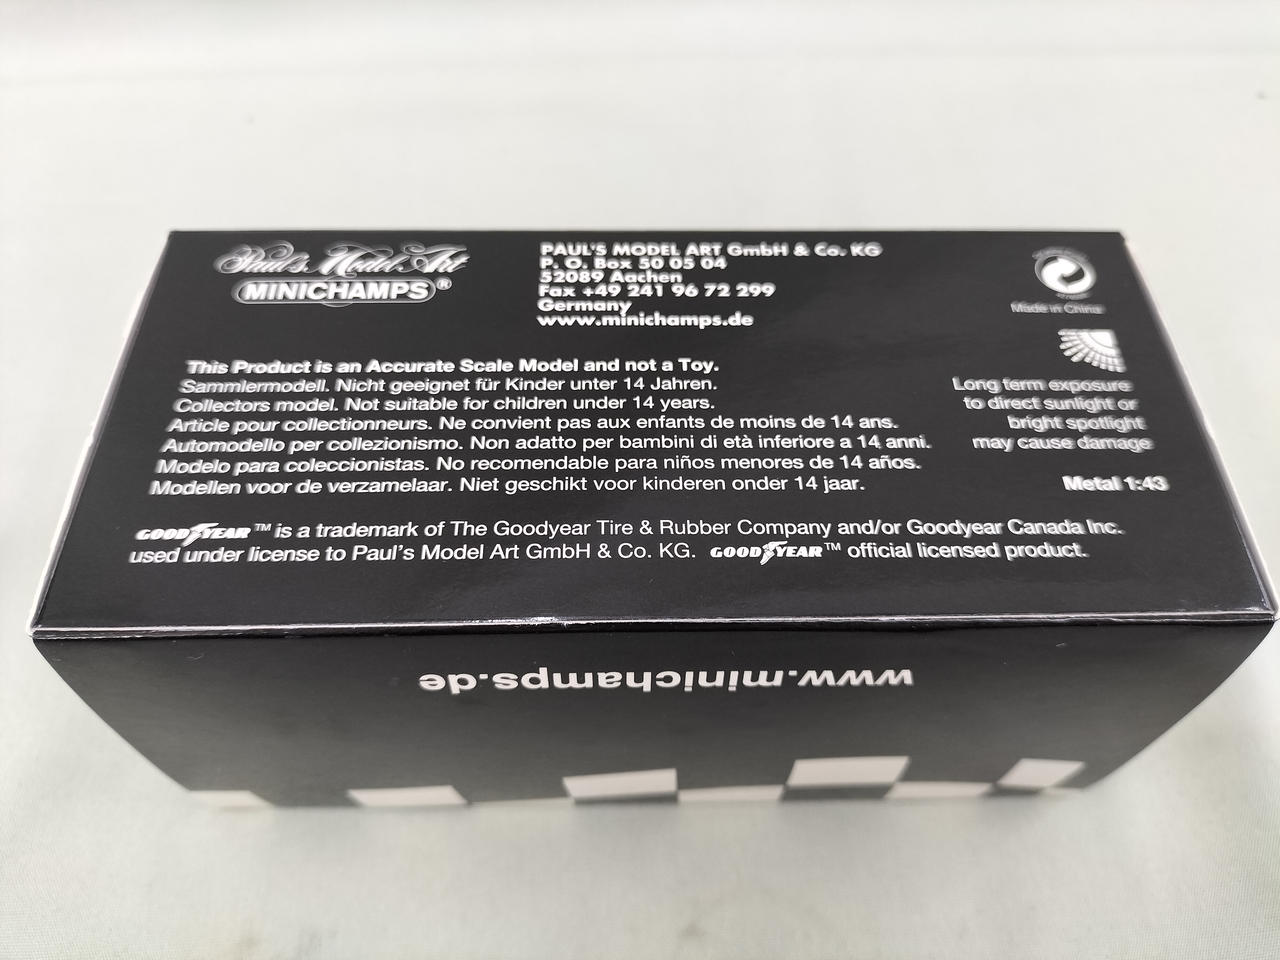 Paul's Model Art
MINICHAMPS®
PAUL'S MODEL ART GmbH & Co. KG
P. O. Box 50 05 04
52089 Aachen
Fax +49 241 96 72 299
Germany
www.minichamps.de
Made in China
This Product is an Accurate Scale Model and not a Toy.
Sammlermodell. Nicht geeignet für Kinder unter 14 Jahren.
Collectors model. Not suitable for children under 14 years.
Article pour collectionneurs. Ne convient pas aux enfants de moins de 14 ans.
Automodello per collezionismo. Non adatto per bambini di età inferiore a 14 anni.
Modelo para coleccionistas. No recomendable para niños menores de 14 años.
Modellen voor de verzamelaar. Niet geschikt voor kinderen onder 14 jaar.
Long term exposure
to direct sunlight or
bright spotlight
may cause damage
Metal 1:43
GOODYEAR™ is a trademark of The Goodyear Tire & Rubber Company and/or Goodyear Canada Inc.
used under license to Paul's Model Art GmbH & Co. KG. GOODYEAR™ official licensed product.
www.minichamps.de